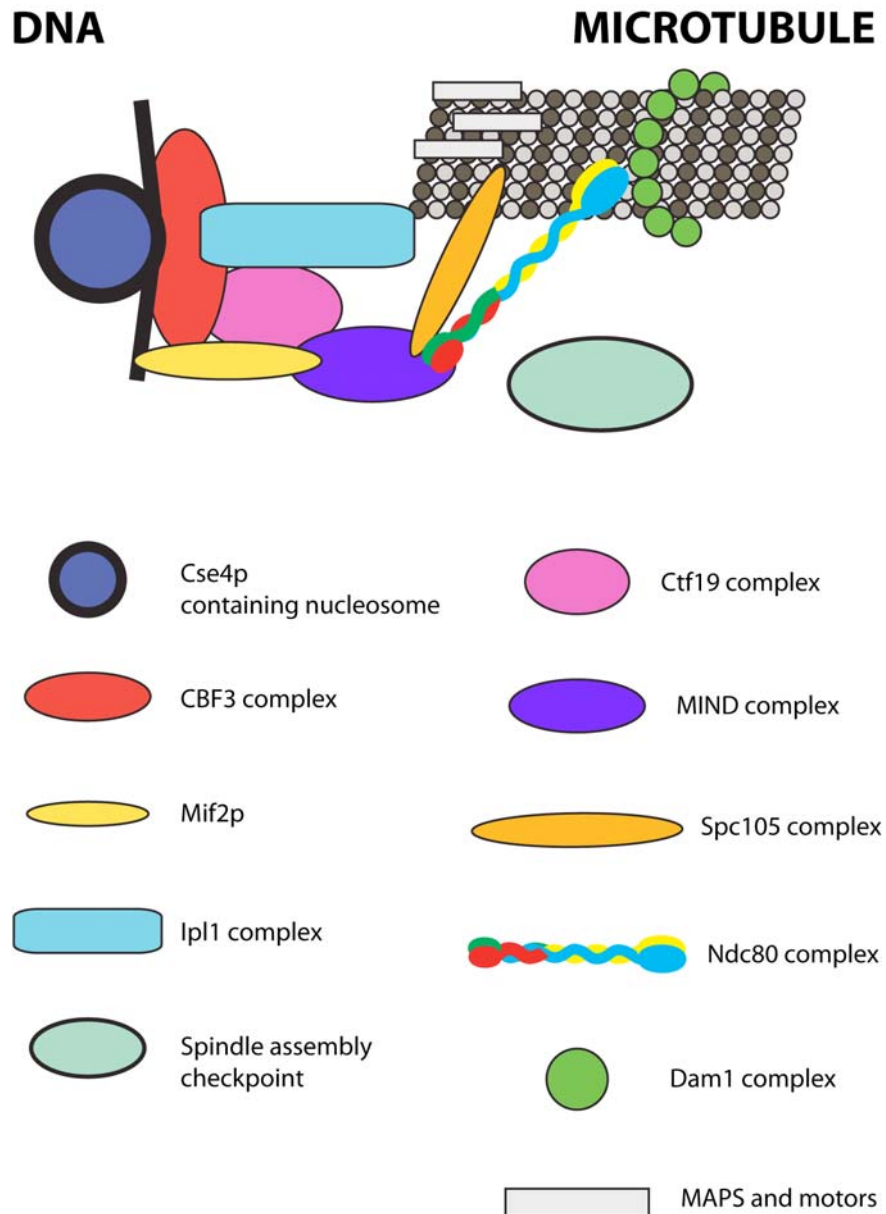 DNA
MICROTUBULE
Cse4p
containing nucleosome
Ctf19 complex
CBF3 complex
MIND complex
Mif2p
Spc105 complex
Ipl1 complex
Ndc80 complex
Spindle assembly
checkpoint
Dam1 complex
MAPS and motors